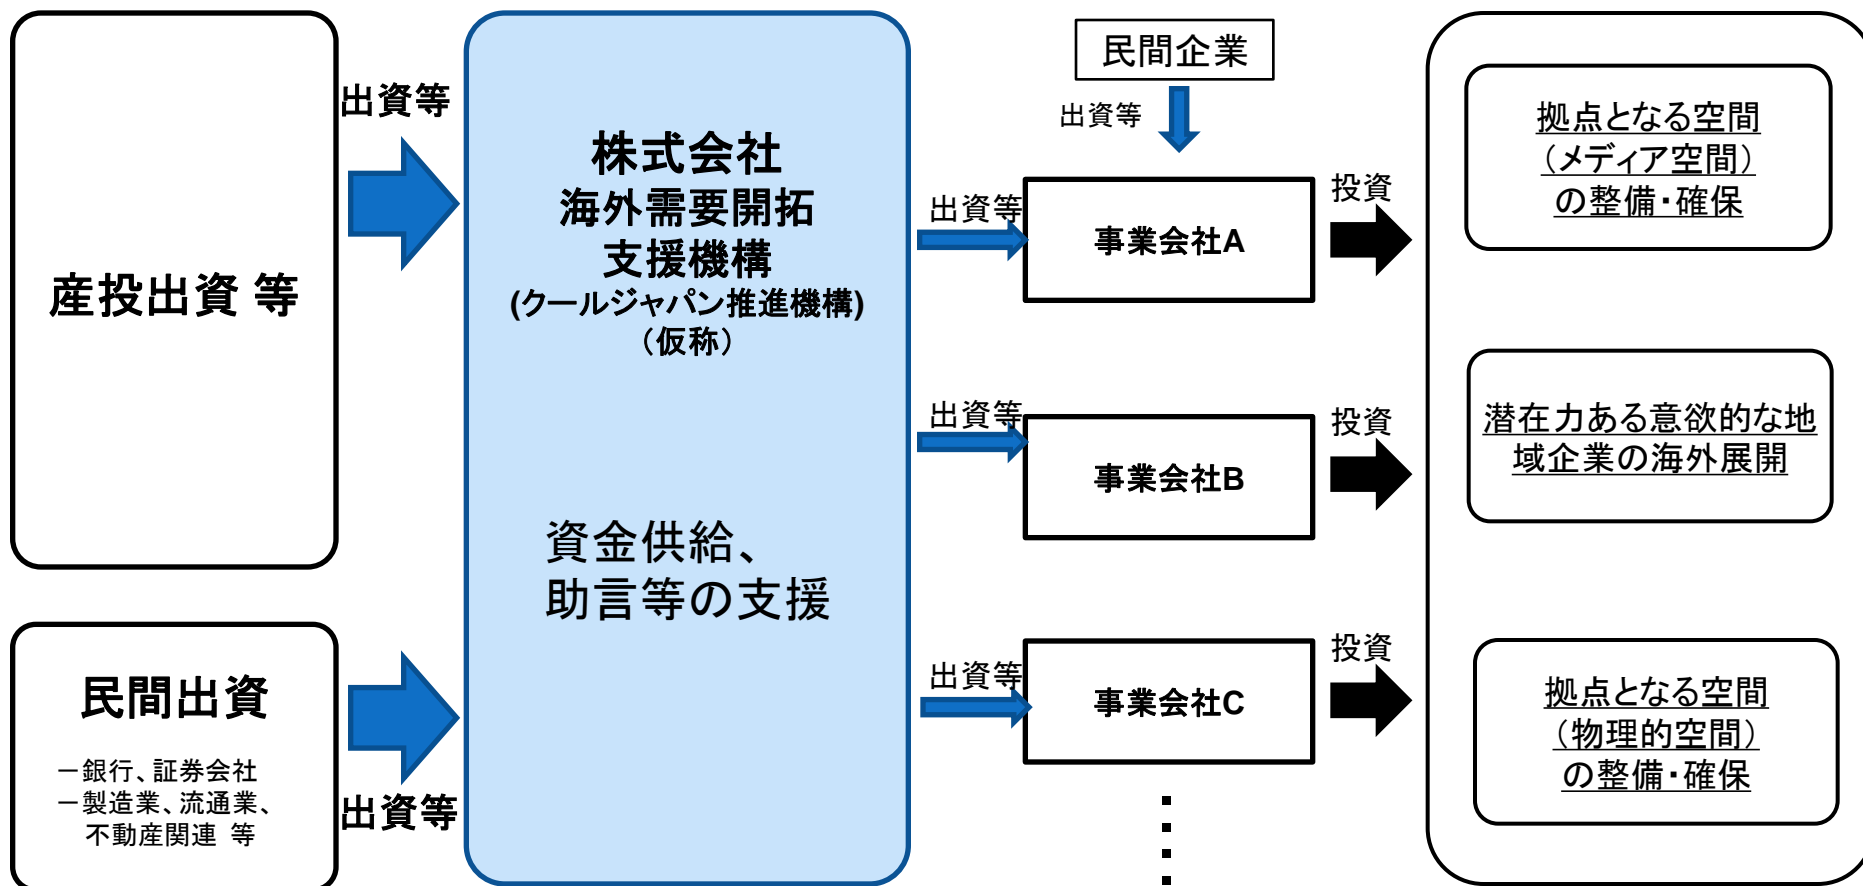 産投出資 等
出資等
民間出資
－銀行、証券会社
－製造業、流通業、
不動産関連 等
出資等
株式会社
海外需要開拓
支援機構
(クールジャパン推進機構)
（仮称）
資金供給、
助言等の支援
民間企業
出資等
出資等
事業会社A
投資
出資等
事業会社B
投資
出資等
事業会社C
投資
拠点となる空間
（メディア空間）
の整備・確保
潜在力ある意欲的な地
域企業の海外展開
拠点となる空間
（物理的空間）
の整備・確保